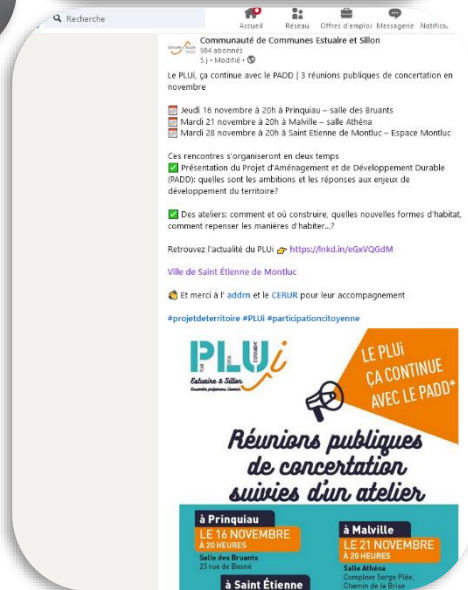 Recherche
Accueil Réseau Offres d'emploi Messagerie Notifica
Communauté de Communes Estuaire et Sillon
984 abonnés
5 j • Modifié •
Le PLUi, ça continue avec le PADD | 3 réunions publiques de concertation en
novembre
Jeudi 16 novembre à 20h à Prinquiau – salle des Bruants
Mardi 21 novembre à 20h à Malville – salle Athéna
Mardi 28 novembre à 20h à Saint Etienne de Montluc – Espace Montluc
Ces rencontres s'organiseront en deux temps
Présentation du Projet d'Aménagement et de Développement Durable
(PADD): quelles sont les ambitions et les réponses aux enjeux de
développement du territoire?
Des ateliers: comment et où construire, quelles nouvelles formes d'habitat,
comment repenser les manières d'habiter...?
Retrouvez l'actualité du PLUi 👉 https://lnkd.in/eGxVQGdM
Ville de Saint Étienne de Montluc
Et merci à l' addrn et le CERUR pour leur accompagnement
#projetdeterritoire #PLUi #participationcitoyenne
PLUi
Estuaire & Sillon
LE PLUi
ÇA CONTINUE
AVEC LE PADD*
Réunions publiques
de concertation
suivies d'un atelier
à Prinquiau
LE 16 NOVEMBRE
À 20 HEURES
Salle des Bruants
23 rue de Besné
à Malville
LE 21 NOVEMBRE
À 20 HEURES
Salle Athéna
Complexe Serge Plée,
Chemin de la Brise
à Saint Étienne